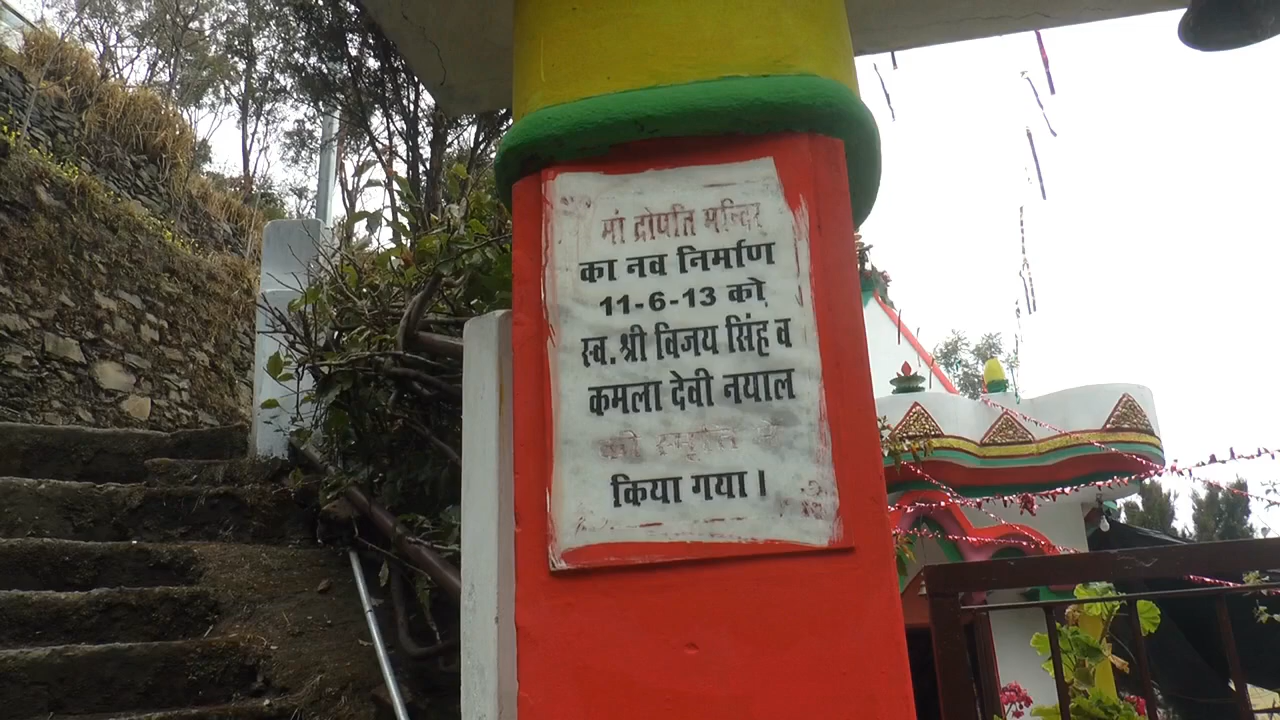 मां द्रोपति मन्दिर
का नव निर्माण
11-6-13 को
स्व. श्री विजय सिंह व
कमला देवी नयाल
की स्मृति में
किया गया।